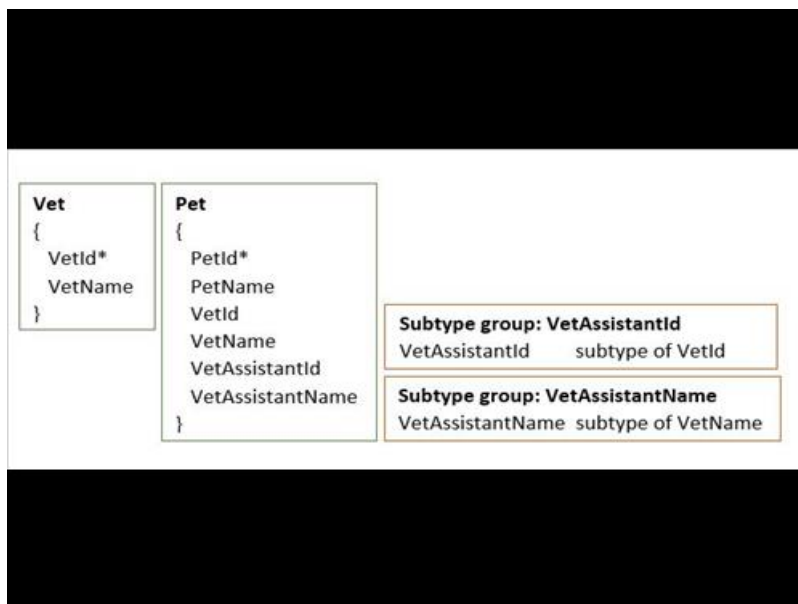 Vet
{
VetId*
VetName
}
Pet
{
PetId*
PetName
VetId
VetName
VetAssistantId
VetAssistantName
}
Subtype group: VetAssistantId
VetAssistantId subtype of VetId
Subtype group: VetAssistantName
VetAssistantName subtype of VetName